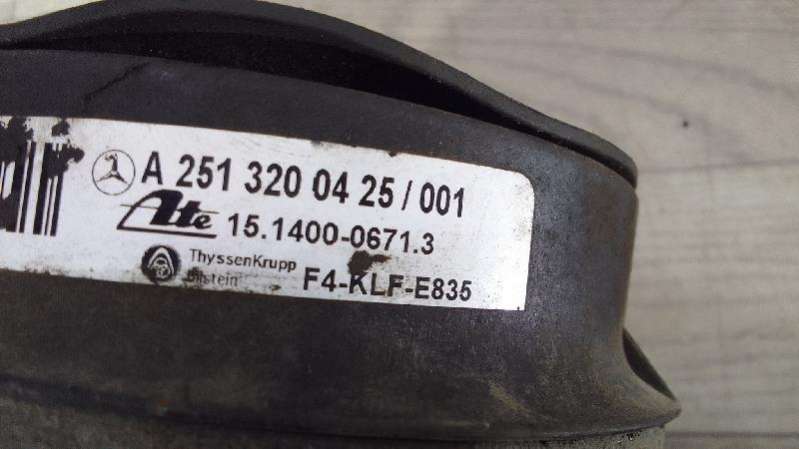 A 251 320 04 25 / 001
Ate 15.1400-0671.3
ThyssenKrupp
Bilstein F4-KLF-E835